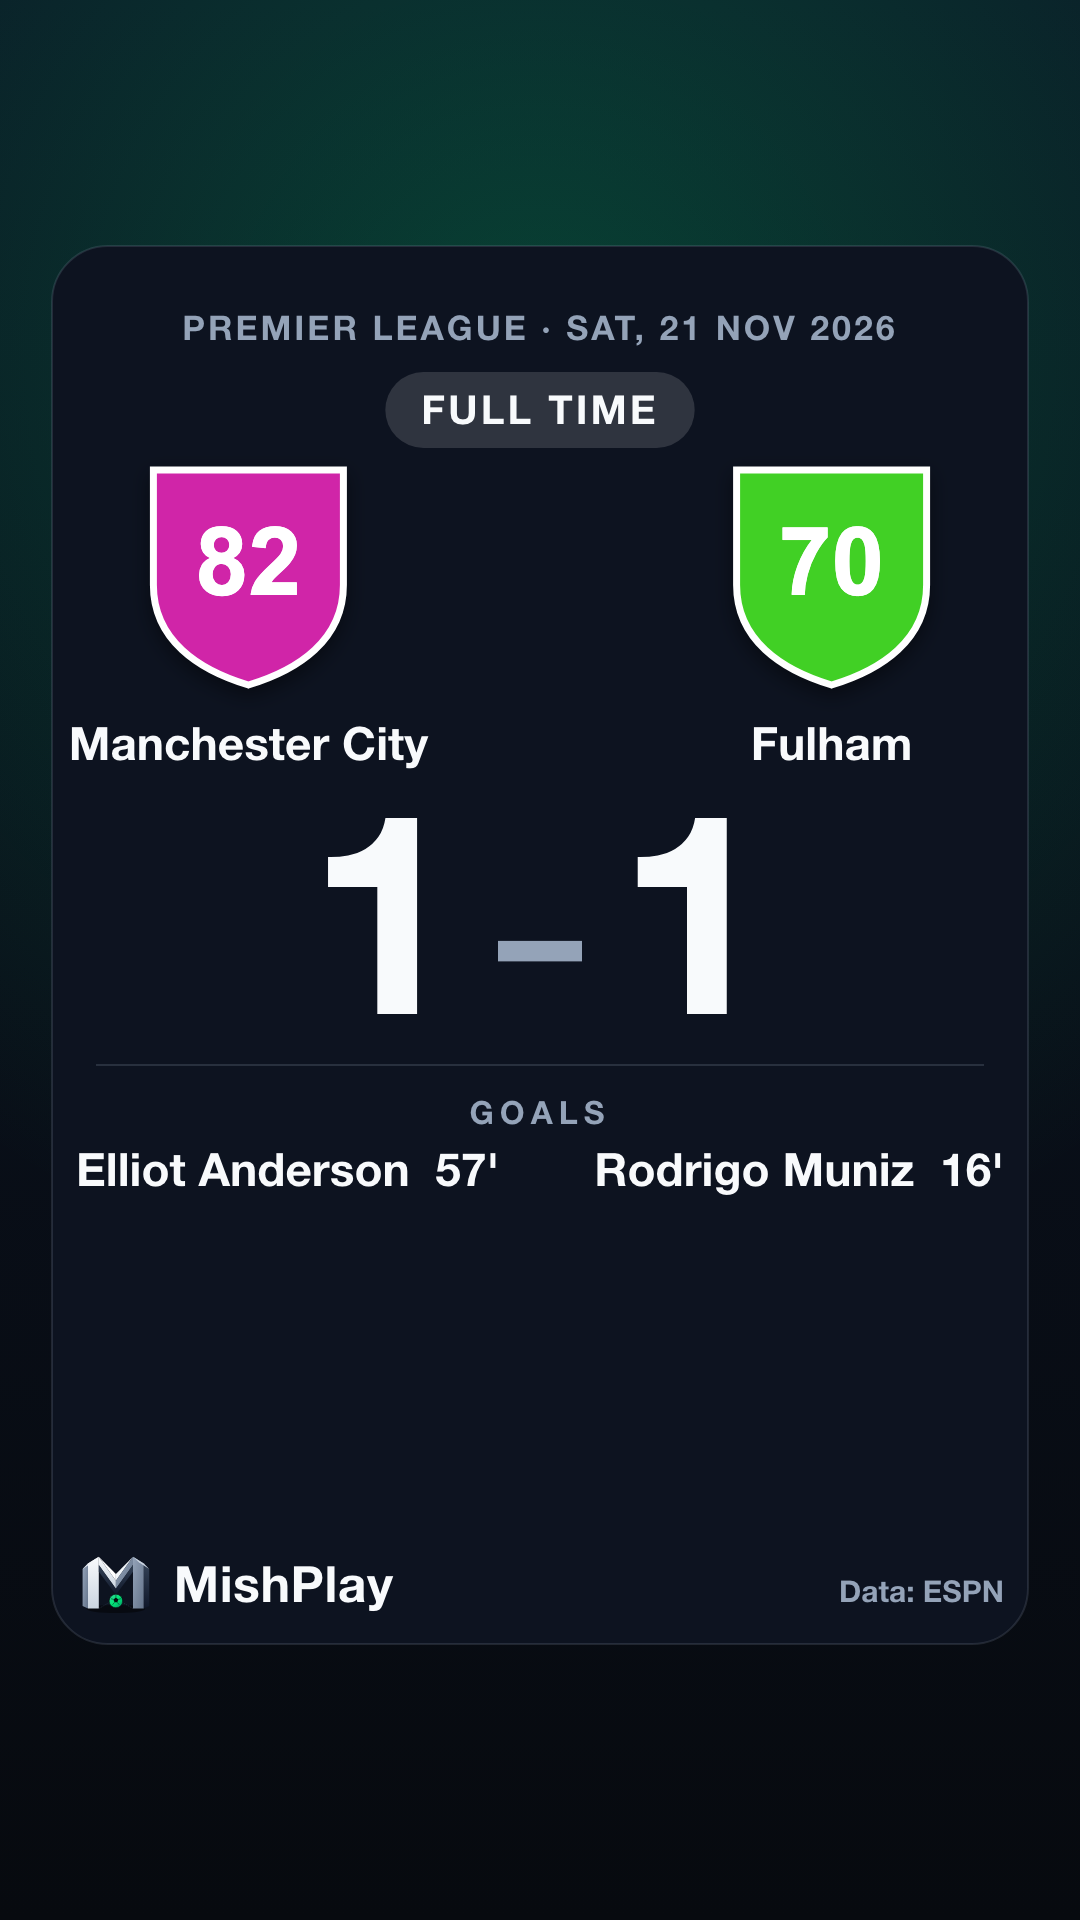 PREMIER LEAGUE · SAT, 21 NOV 2026
FULL TIME
82 70
Manchester City Fulham
1 – 1
GOALS
Elliot Anderson 57' Rodrigo Muniz 16'
MishPlay Data: ESPN